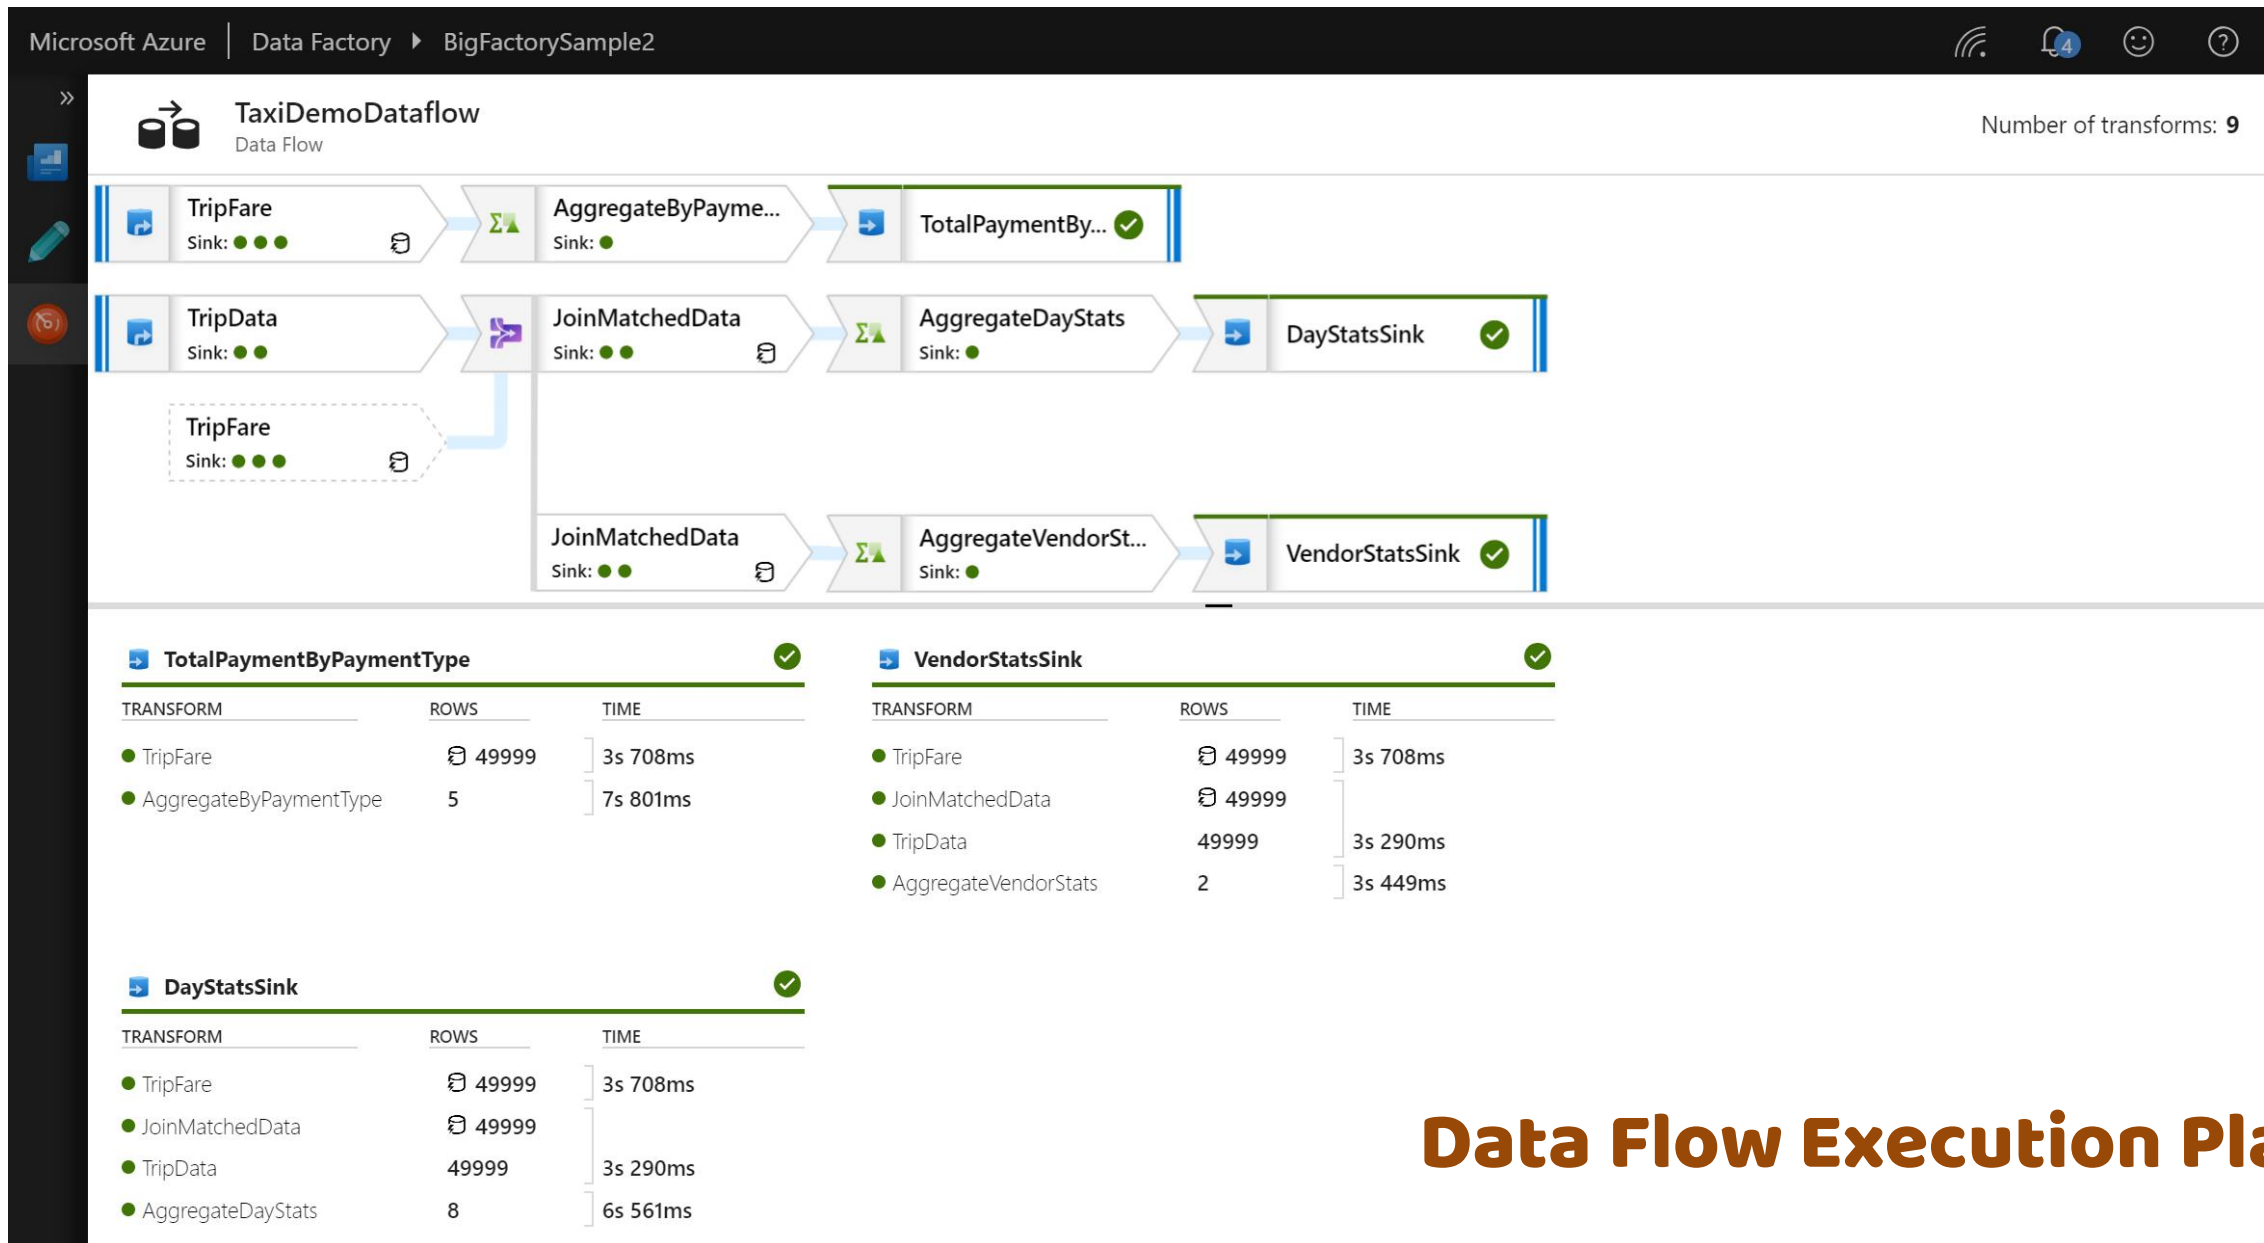 Microsoft Azure | Data Factory BigFactorySample2 4
TaxiDemoDataflow
Data Flow
Number of transforms: 9
TripFare
Sink:
AggregateByPayme...
Sink:
TotalPaymentBy...
TripData
Sink:
JoinMatchedData
Sink:
AggregateDayStats
Sink:
DayStatsSink
TripFare
Sink:
JoinMatchedData
Sink:
AggregateVendorSt...
Sink:
VendorStatsSink
TotalPaymentByPaymentType
TRANSFORM ROWS TIME
TripFare 49999 3s 708ms
AggregateByPaymentType 5 7s 801ms
VendorStatsSink
TRANSFORM ROWS TIME
TripFare 49999 3s 708ms
JoinMatchedData 49999
TripData 49999 3s 290ms
AggregateVendorStats 2 3s 449ms
DayStatsSink
TRANSFORM ROWS TIME
TripFare 49999 3s 708ms
JoinMatchedData 49999
TripData 49999 3s 290ms
AggregateDayStats 8 6s 561ms
Data Flow Execution Pla